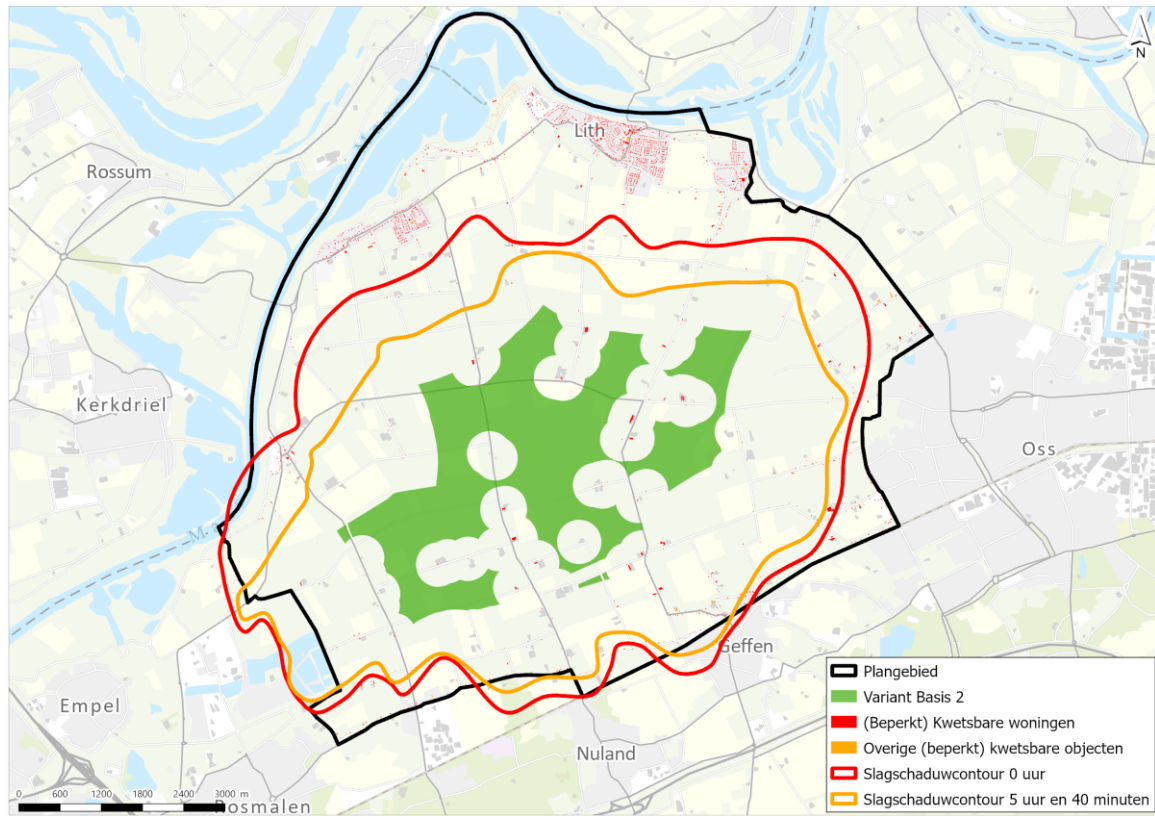 N
Lith
Rossum
Kerkdriel
Oss
M
Geffen
Empel
Nuland
Rosmalen
0 600 1200 1800 2400 3000 m
Plangebied
Variant Basis 2
(Beperkt) Kwetsbare woningen
Overige (beperkt) kwetsbare objecten
Slagschaduwcontour 0 uur
Slagschaduwcontour 5 uur en 40 minuten